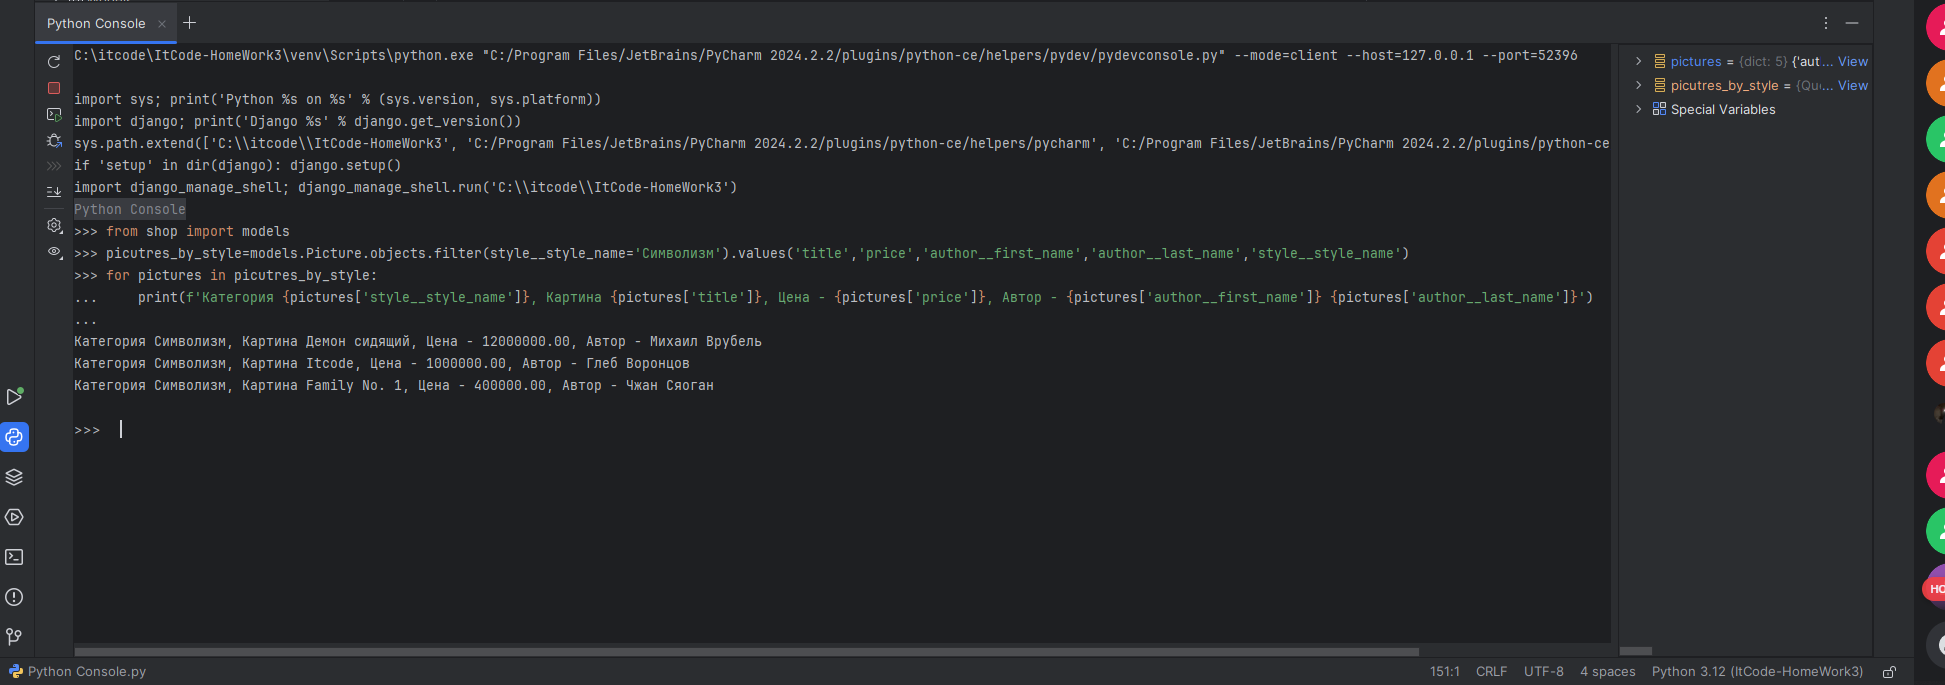 Python Console
C:\itcode\ItCode-HomeWork3\venv\Scripts\python.exe "C:/Program Files/JetBrains/PyCharm 2024.2.2/plugins/python-ce/helpers/pydev/pydevconsole.py" --mode=client --host=127.0.0.1 --port=52396
import sys; print('Python %s on %s' % (sys.version, sys.platform))
import django; print('Django %s' % django.get_version())
sys.path.extend(['C:\\itcode\\ItCode-HomeWork3', 'C:/Program Files/JetBrains/PyCharm 2024.2.2/plugins/python-ce/helpers/pycharm', 'C:/Program Files/JetBrains/PyCharm 2024.2.2/plugins/python-ce
if 'setup' in dir(django): django.setup()
import django_manage_shell; django_manage_shell.run('C:\\itcode\\ItCode-HomeWork3')
Python Console
>>> from shop import models
>>> picutres_by_style=models.Picture.objects.filter(style__style_name='Символизм').values('title','price','author__first_name','author__last_name','style__style_name')
>>> for pictures in picutres_by_style:
...     print(f'Категория {pictures['style__style_name']}, Картина {pictures['title']}, Цена - {pictures['price']}, Автор - {pictures['author__first_name']} {pictures['author__last_name']}')
...
Категория Символизм, Картина Демон сидящий, Цена - 12000000.00, Автор - Михаил Врубель
Категория Символизм, Картина Itcode, Цена - 1000000.00, Автор - Глеб Воронцов
Категория Символизм, Картина Family No. 1, Цена - 400000.00, Автор - Чжан Сяоган
>>>
pictures = {dict: 5} {'aut... View
picutres_by_style = {Qu... View
Special Variables
НО
Python Console.py
151:1 CRLF UTF-8 4 spaces Python 3.12 (ItCode-HomeWork3)